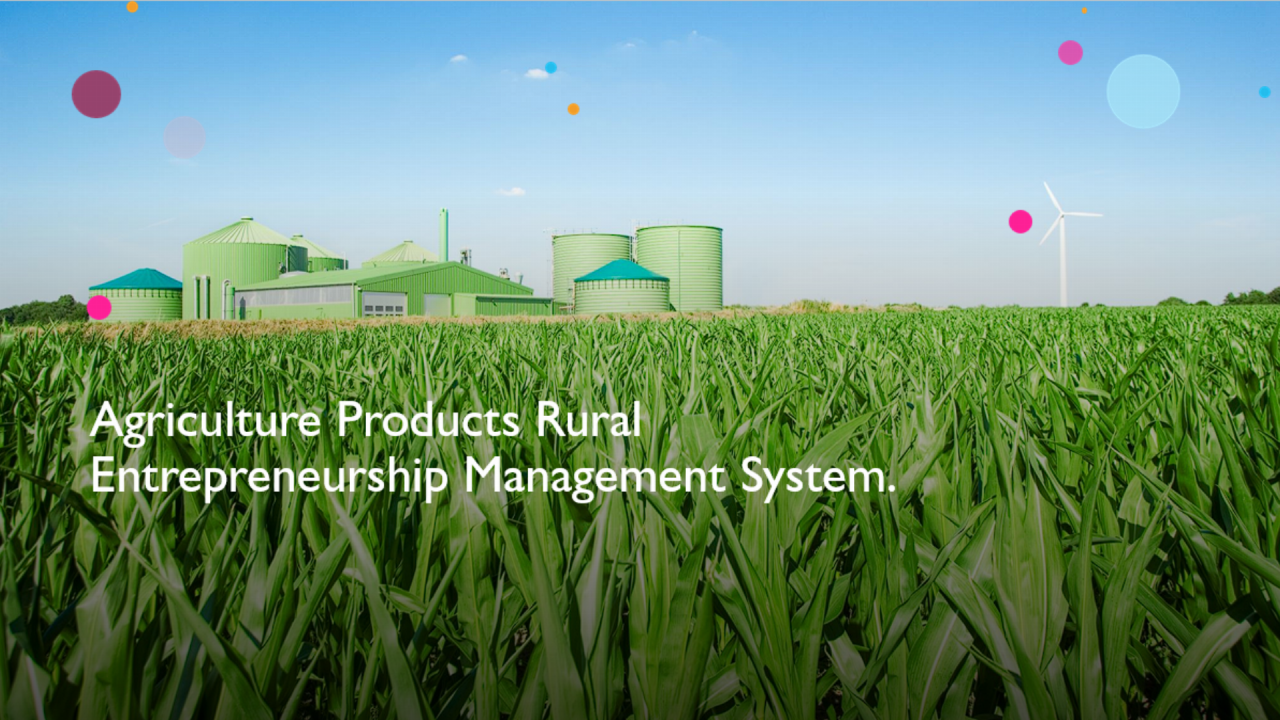 Agriculture Products Rural
Entrepreneurship Management System.